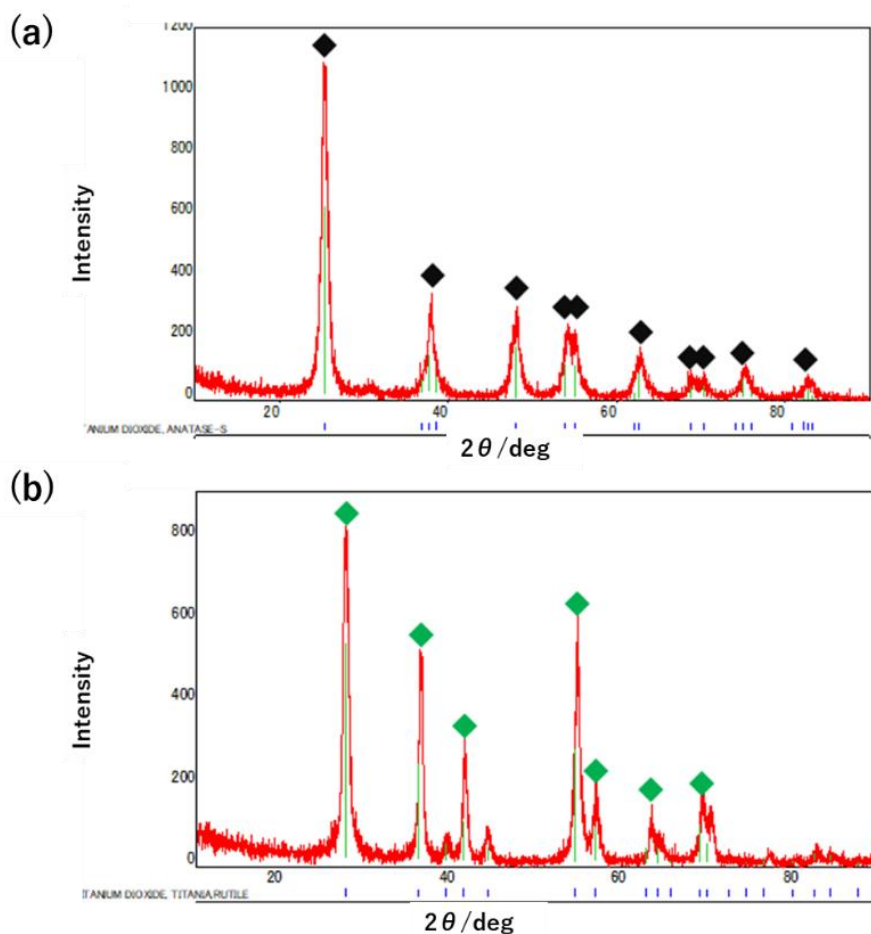 (a)
1200
1000
800
600
400
200
0
Intensity
20 40 60 80
ANIUM DIOXIDE, ANATASE-S
2θ/deg
(b)
800
600
400
200
0
Intensity
20 40 60 80
ITANIUM DIOXIDE, TITANIA RUTILE
2θ/deg